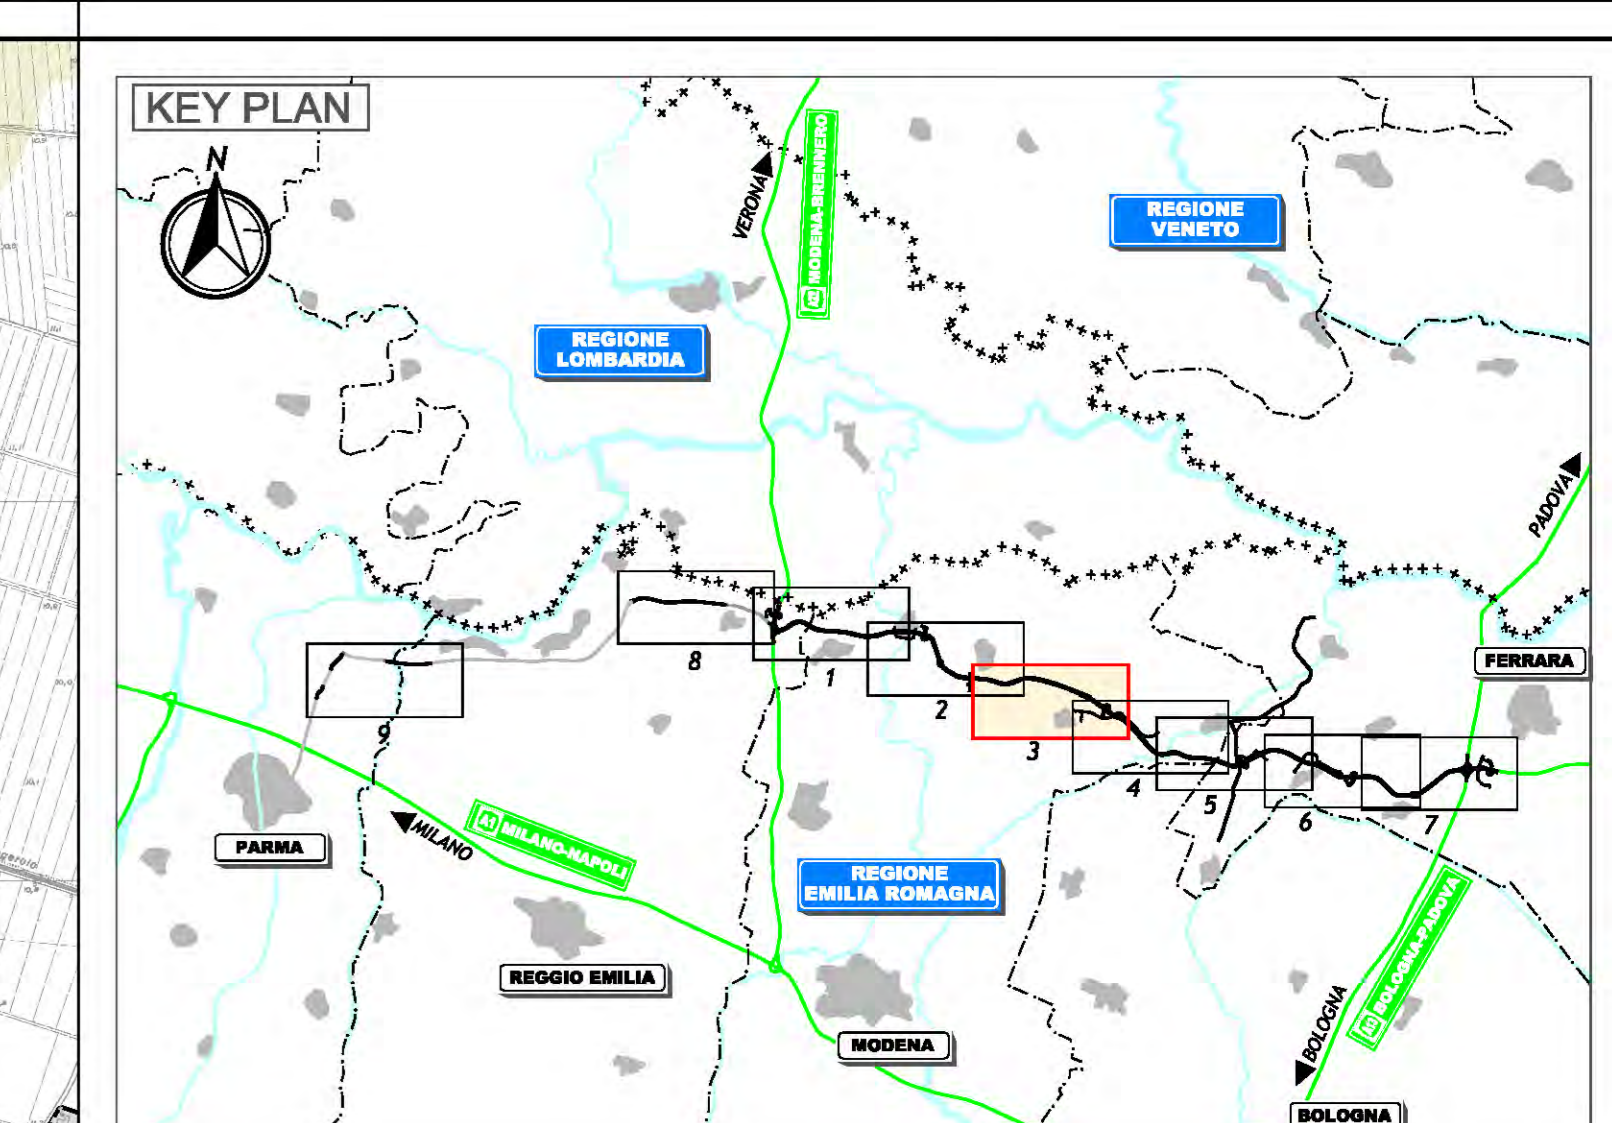 KEY PLAN
N
VERONA
A22 MODENA-BRENNERO
REGIONE
VENETO
REGIONE
LOMBARDIA
PADOVA
FERRARA
8
1
2
3
9
4
5
6
7
PARMA
MILANO
A1 MILANO-NAPOLI
REGIONE
EMILIA ROMAGNA
REGGIO EMILIA
MODENA
A13 BOLOGNA-PADOVA
BOLOGNA
BOLOGNA